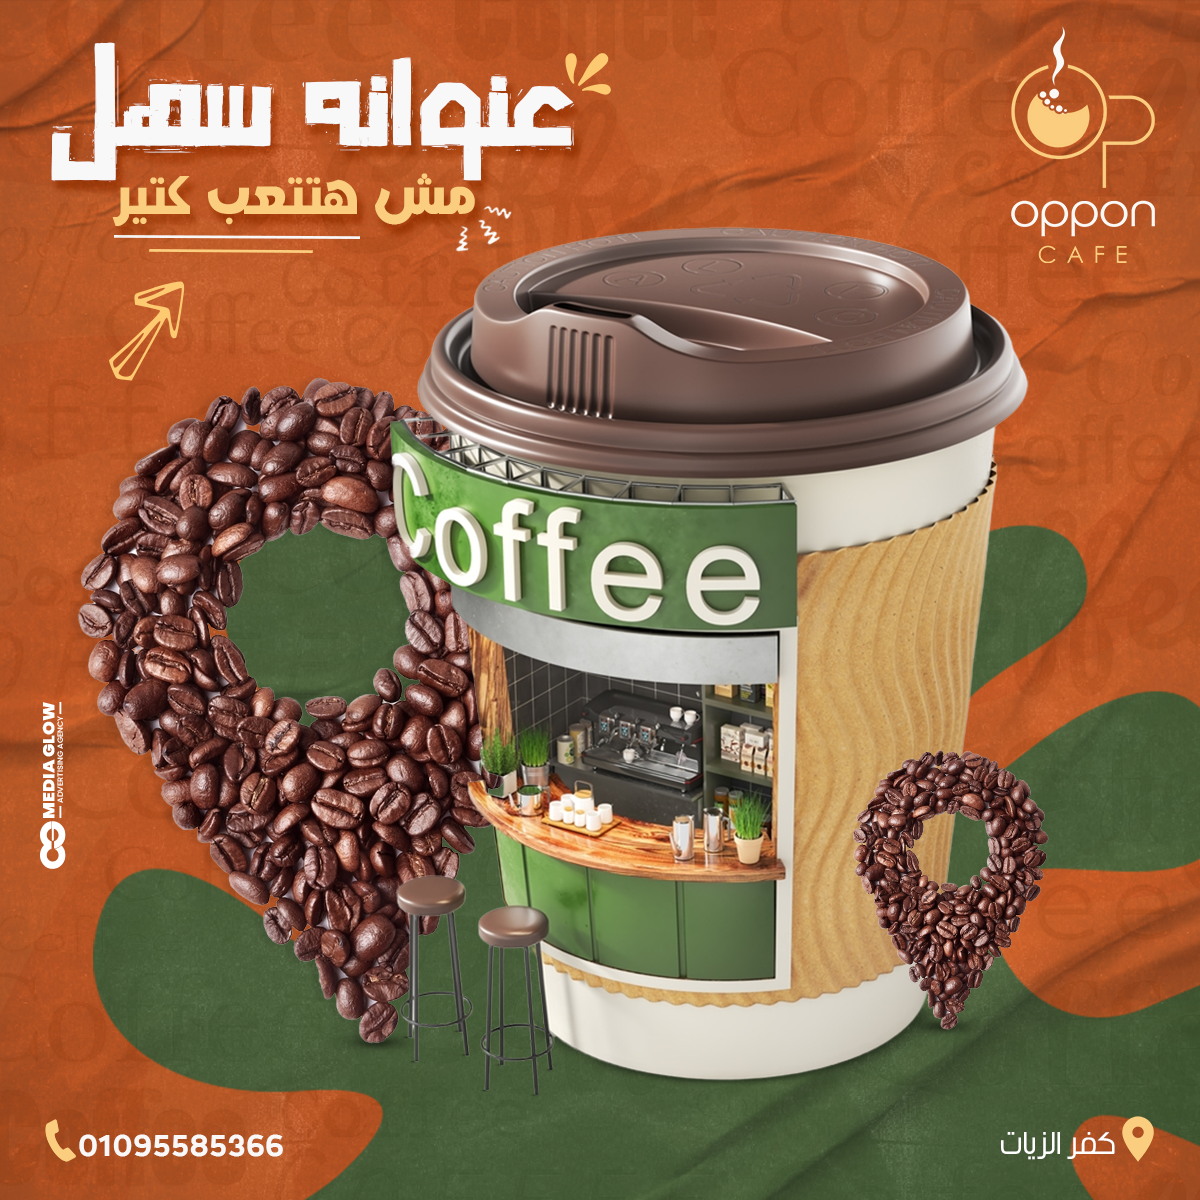 عنوانه سهل
مش هتتعب كتير
oppon
CAFE
Coffee
MEDIA GLOW
ADVERTISING AGENCY
01095585366
كفر الزيات